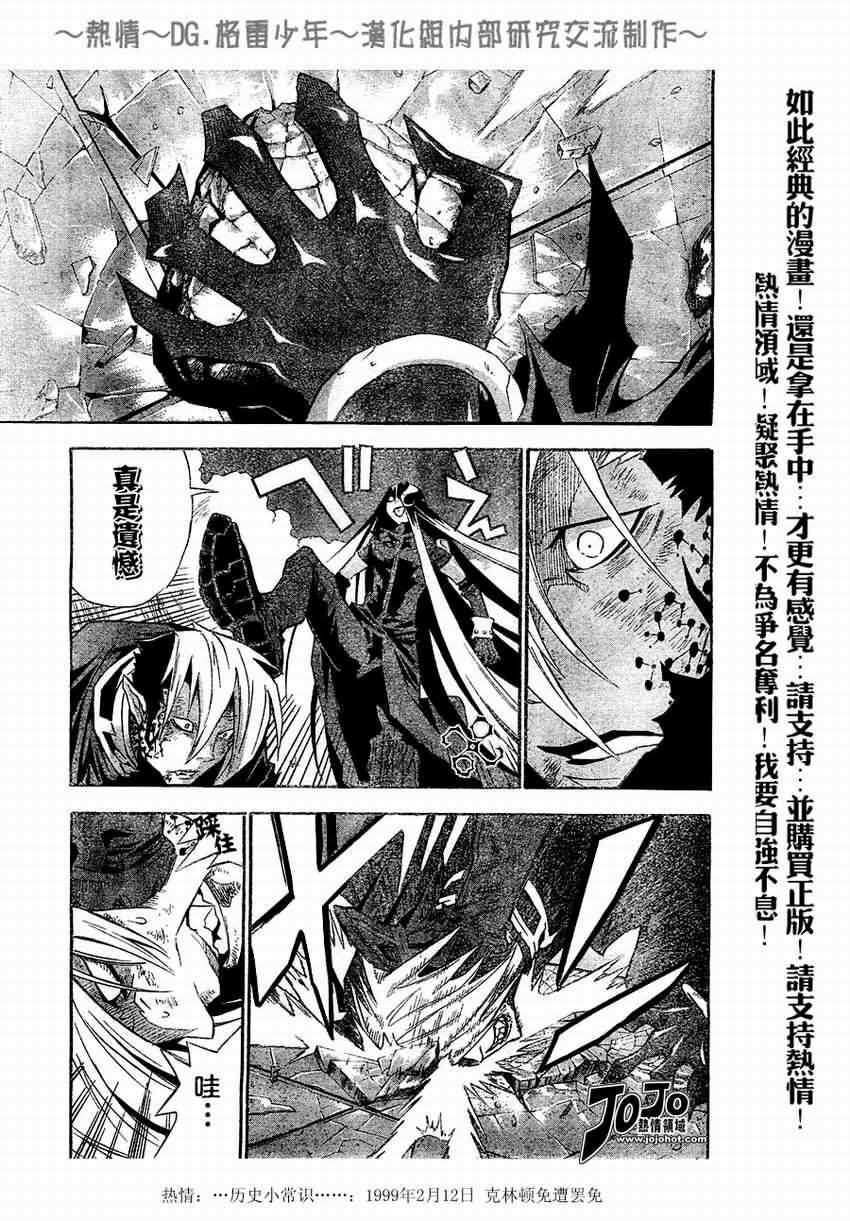 ～熱情～DG.格雷少年～漢化組內部研究交流制作～
如此經典的漫畫！還是拿在手中…才更有感覺…請支持…並購買正版！請支持熱情！
熱情領域！凝聚熱情！不為爭名奪利！我要自強不息！
真是遺憾
踩住
哇…
JOJO
熱情領域
www.jojohot.com
热情：…历史小常识……：1999年2月12日 克林顿免遭罢免